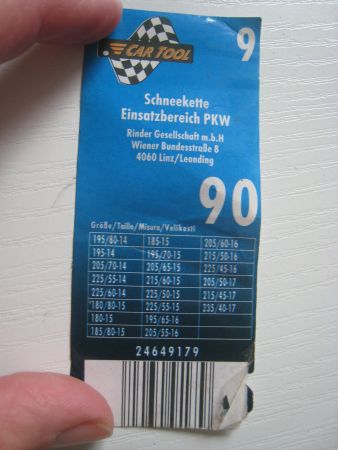 CAR TOOL
9
Schneekette
Einsatzbereich PKW
Rinder Gesellschaft m.b.H
Wiener Bundesstraße 8
4060 Linz/Leonding
90
Größe/Taille/Misura/Velikosti
195/80-14 185-15 205/60-16
195-14 195/70-15 215/50-16
205/70-14 205/65-15 225/45-16
225/55-14 215/60-15 205/50-17
225/60-14 225/50-15 215/45-17
180/80-15 225/55-15 235/40-17
180-15 195/65-16
185/80-15 205/55-16
24649179